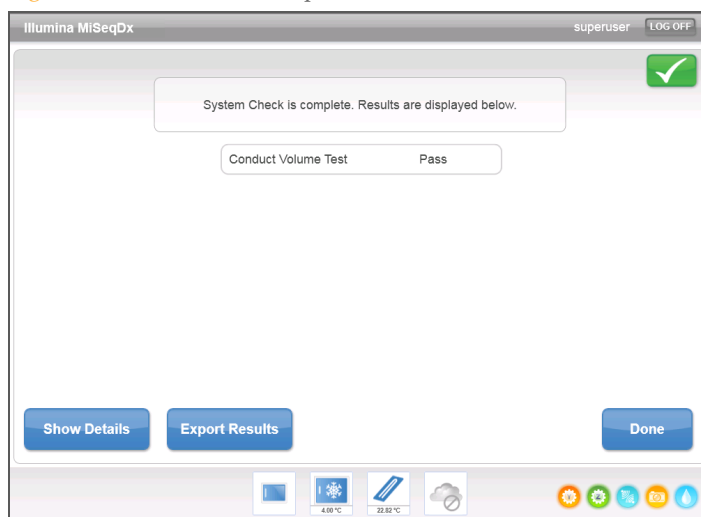 Illumina MiSeqDx
superuser LOG OFF
System Check is complete. Results are displayed below.
Conduct Volume Test Pass
Show Details Export Results Done
4.00 °C 22.82 °C